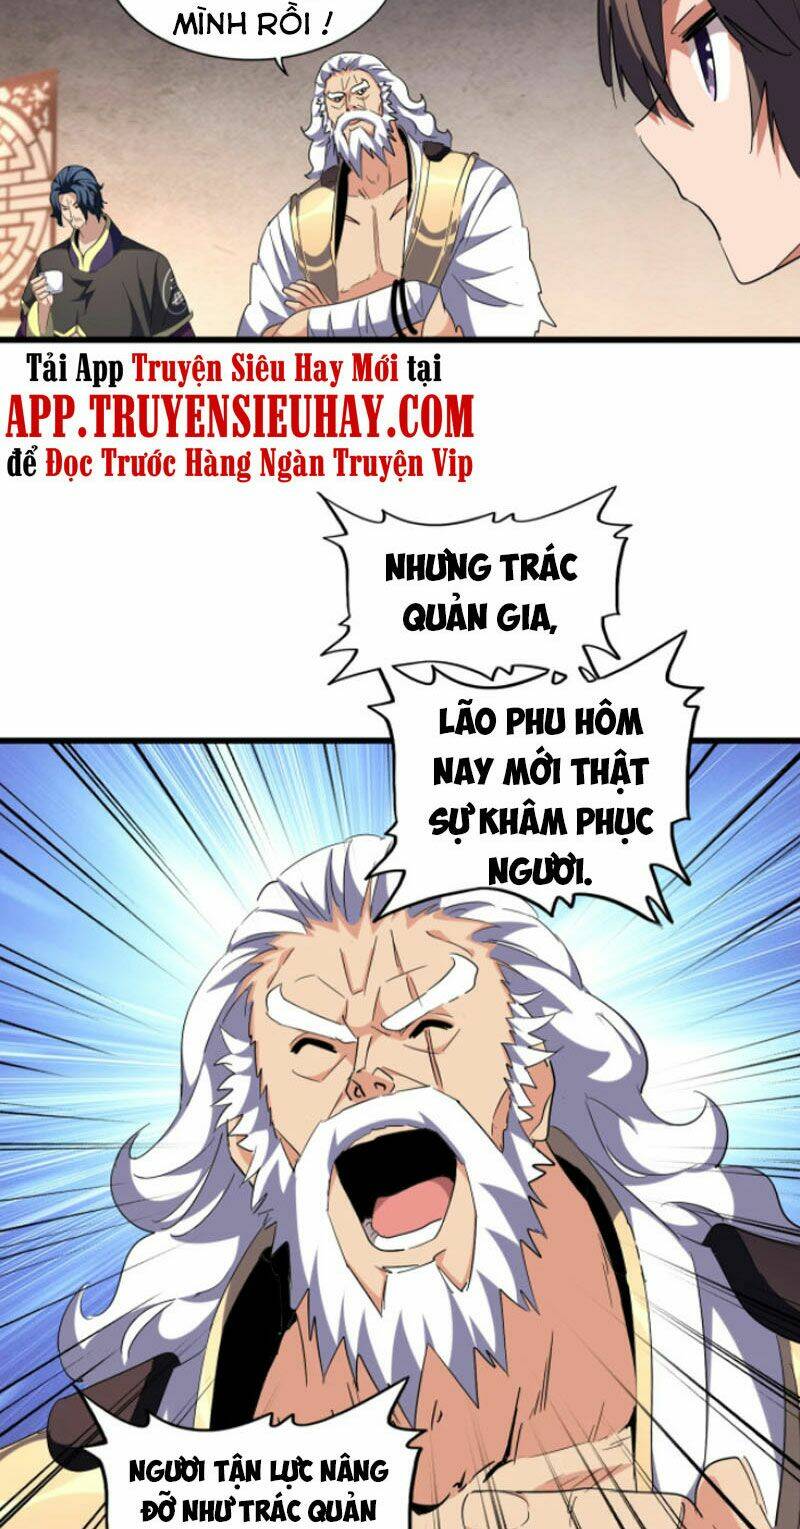 MÌNH RỒI !
Tải App Truyện Siêu Hay Mới tại
APP.TRUYENSIEUHAY.COM
để Đọc Trước Hàng Ngàn Truyện Vip
NHƯNG TRÁC
QUẢN GIA,
LÃO PHU HÔM
NAY MỚI THẬT
SỰ KHÂM PHỤC
NGƯƠI.
NGƯƠI TẬN LỰC NÂNG
ĐỠ NHƯ TRÁC QUẢN